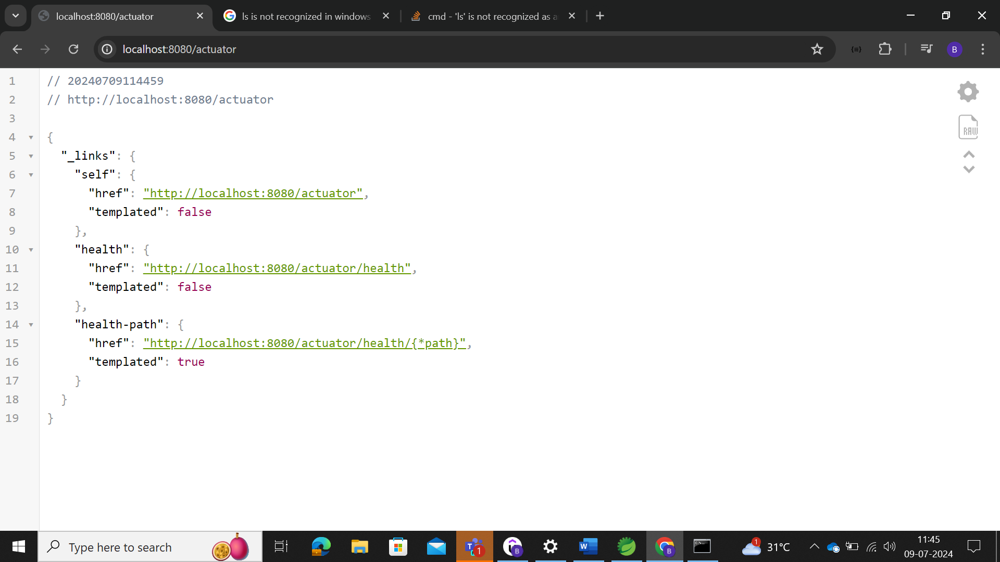 localhost:8080/actuator
ls is not recognized in windows
cmd - 'ls' is not recognized as a
localhost:8080/actuator
B
1 // 20240709114459
2 // http://localhost:8080/actuator
3
4 {
5 "_links": {
6 "self": {
7 "href": "http://localhost:8080/actuator",
8 "templated": false
9 },
10 "health": {
11 "href": "http://localhost:8080/actuator/health",
12 "templated": false
13 },
14 "health-path": {
15 "href": "http://localhost:8080/actuator/health/{*path}",
16 "templated": true
17 }
18 }
19 }
RAW
Type here to search
T 1
B
W
B
1
31°C
11:45
09-07-2024